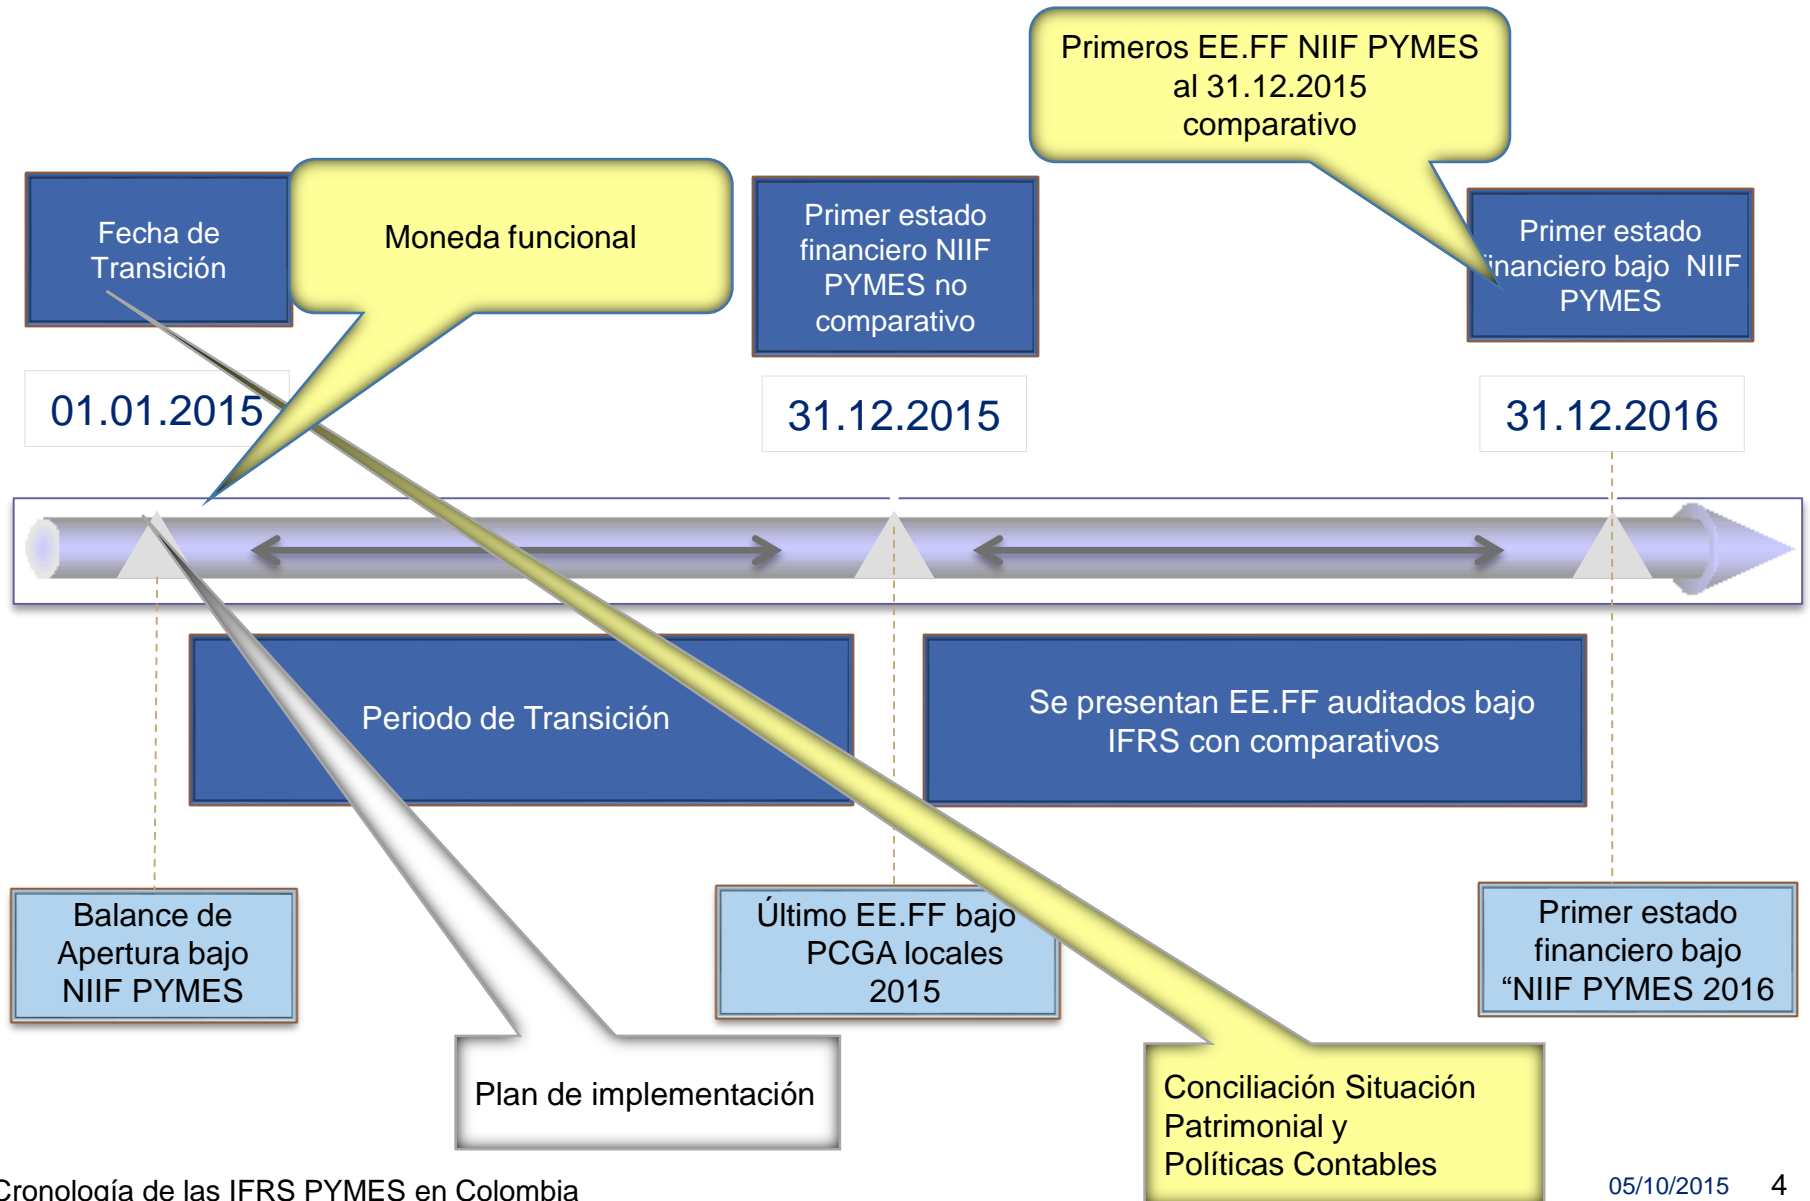 Primeros EE.FF NIIF PYMES
al 31.12.2015
comparativo
Fecha de
Transición
Moneda funcional
Primer estado
financiero NIIF
PYMES no
comparativo
Primer estado
financiero bajo NIIF
PYMES
01.01.2015
31.12.2015
31.12.2016
Periodo de Transición
Se presentan EE.FF auditados bajo
IFRS con comparativos
Balance de
Apertura bajo
NIIF PYMES
Último EE.FF bajo
PCGA locales
2015
Primer estado
financiero bajo
“NIIF PYMES 2016
Plan de implementación
Conciliación Situación
Patrimonial y
Políticas Contables
Cronología de las IFRS PYMES en Colombia
05/10/2015 4